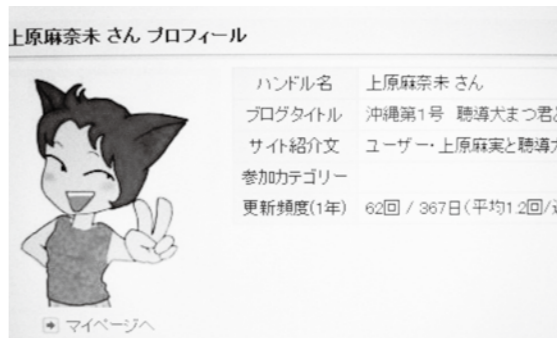 上原麻奈未 さん プロフィール
ハンドル名 上原麻奈未 さん
ブログタイトル 沖縄第1号 聴導犬まつ君
サイト紹介文 ユーザー・上原麻実と聴導
参加カテゴリー
更新頻度(1年) 62回 / 367日(平均1.2回/
マイページへ